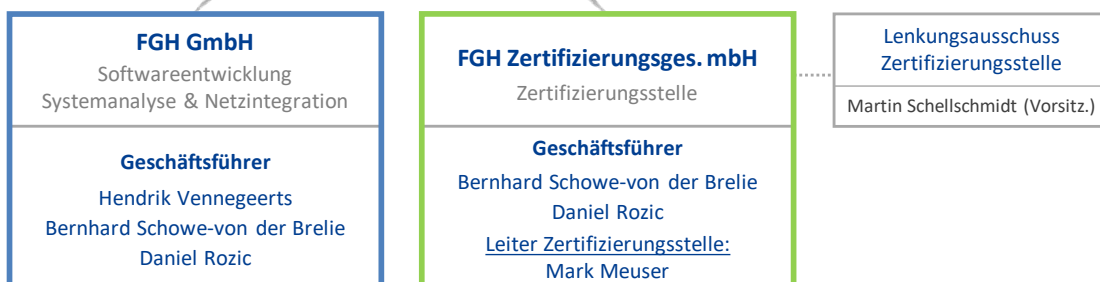 FGH GmbH
Softwareentwicklung
Systemanalyse & Netzintegration
Geschäftsführer
Hendrik Vennegeerts
Bernhard Schowe-von der Brelie
Daniel Rozic
FGH Zertifizierungsges. mbH
Zertifizierungsstelle
Geschäftsführer
Bernhard Schowe-von der Brelie
Daniel Rozic
Leiter Zertifizierungsstelle:
Mark Meuser
Lenkungsausschuss
Zertifizierungsstelle
Martin Schellschmidt (Vorsitz.)